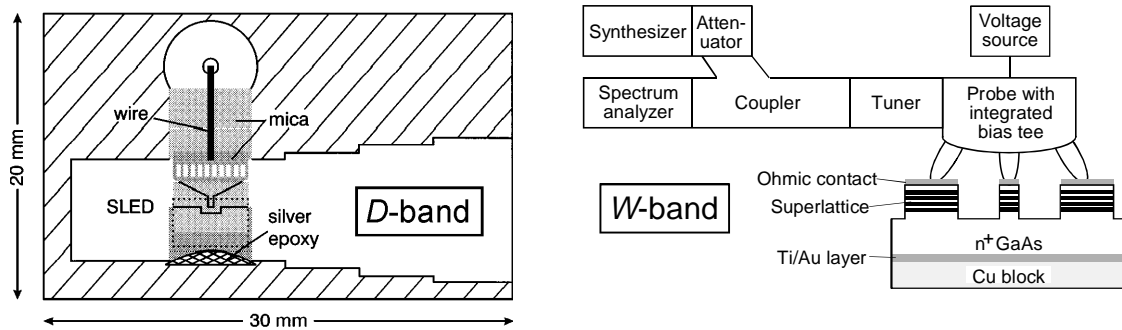 20 mm
wire
mica
SLED
silver
epoxy
D-band
30 mm
Synthesizer
Atten-
uator
Voltage
source
Spectrum
analyzer
Coupler
Tuner
Probe with
integrated
bias tee
W-band
Ohmic contact
Superlattice
n+ GaAs
Ti/Au layer
Cu block